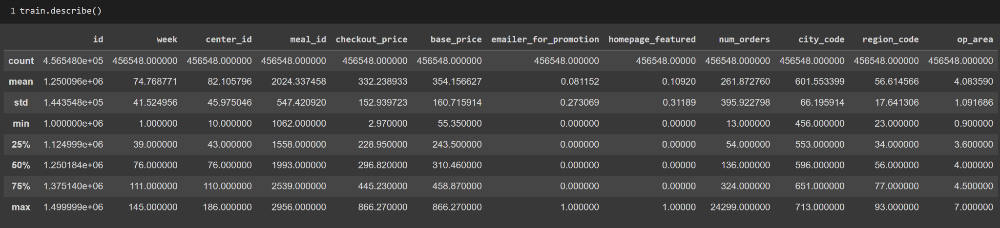 1 train.describe()
id week center_id meal_id checkout_price base_price emailer_for_promotion homepage_featured num_orders city_code region_code op_area
count 4.565480e+05 456548.000000 456548.000000 456548.000000 456548.000000 456548.000000 456548.000000 456548.00000 456548.000000 456548.000000 456548.000000 456548.000000
mean 1.250096e+06 74.768771 82.105796 2024.337458 332.238933 354.156627 0.081152 0.10920 261.872760 601.553399 56.614566 4.083590
std 1.443548e+05 41.524956 45.975046 547.420920 152.939723 160.715914 0.273069 0.31189 395.922798 66.195914 17.641306 1.091686
min 1.000000e+06 1.000000 10.000000 1062.000000 2.970000 55.350000 0.000000 0.00000 13.000000 456.000000 23.000000 0.900000
25% 1.124999e+06 39.000000 43.000000 1558.000000 228.950000 243.500000 0.000000 0.00000 54.000000 553.000000 34.000000 3.600000
50% 1.250184e+06 76.000000 76.000000 1993.000000 296.820000 310.460000 0.000000 0.00000 136.000000 596.000000 56.000000 4.000000
75% 1.375140e+06 111.000000 110.000000 2539.000000 445.230000 458.870000 0.000000 0.00000 324.000000 651.000000 77.000000 4.500000
max 1.499999e+06 145.000000 186.000000 2956.000000 866.270000 866.270000 1.000000 1.00000 24299.000000 713.000000 93.000000 7.000000